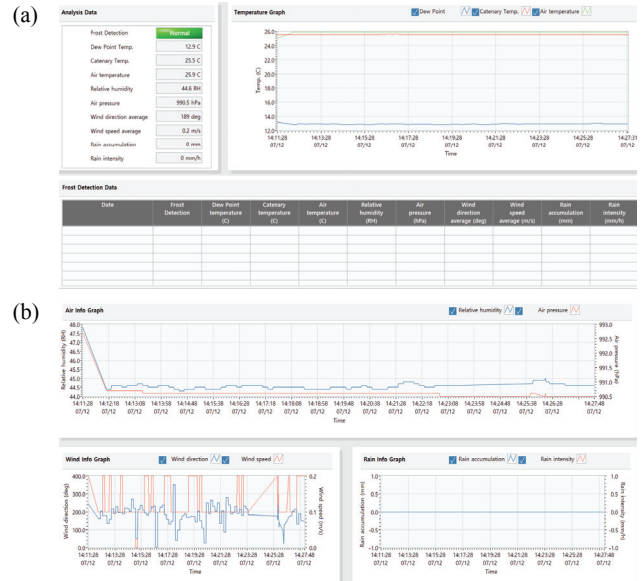 (a)
Analysis Data
Frost Detection Normal
Dew Point Temp. 12.9 C
Catenary Temp. 25.5 C
Air temperature 25.9 C
Relative humidity 44.6 RH
Air pressure 990.5 hPa
Wind direction average 189 deg
Wind speed average 0.2 m/s
Rain accumulation 0 mm
Rain intensity 0 mm/h
Temperature Graph
Dew Point Catenary Temp. Air temperature
Temp. (C)
26.0
24.0
22.0
20.0
18.0
16.0
14.0
12.0
14:11:28 14:13:28 14:15:28 14:17:28 14:19:28 14:21:28 14:23:28 14:25:28 14:27:31
07/12 07/12 07/12 07/12 07/12 07/12 07/12 07/12 07/12
Time
Frost Detection Data
Date Frost Detection Dew Point temperature (C) Catenary temperature (C) Air temperature (C) Relative humidity (RH) Air pressure (hPa) Wind direction average (deg) Wind speed average (m/s) Rain accumulation (mm) Rain intensity (mm/h)
(b)
Air info Graph
Relative humidity Air pressure
Relative humidity (RH)
48.0
47.5
47.0
46.5
46.0
45.5
45.0
44.5
44.0
993.0
992.5
992.0
991.5
991.0
990.5
Air pressure (hPa)
14:11:28 14:12:18 14:13:08 14:13:58 14:14:48 14:15:38 14:16:28 14:17:18 14:18:08 14:18:58 14:19:48 14:20:38 14:21:28 14:22:18 14:23:08 14:23:58 14:24:48 14:25:38 14:26:28 14:27:48
07/12 07/12 07/12 07/12 07/12 07/12 07/12 07/12 07/12 07/12 07/12 07/12 07/12 07/12 07/12 07/12 07/12 07/12 07/12 07/12
Time
Wind Info Graph
Wind direction Wind speed
Wind direction (deg)
400.0
300.0
200.0
100.0
0.0
0.2
0.1
0.0
Wind speed (m/s)
14:11:28 14:13:28 14:15:28 14:17:28 14:19:28 14:21:28 14:23:28 14:25:28 14:27:48
07/12 07/12 07/12 07/12 07/12 07/12 07/12 07/12 07/12
Time
Rain Info Graph
Rain accumulation Rain intensity
Rain accumulation (mm)
1.0
0.5
0.0
-0.5
-1.0
1.0
0.5
0.0
-0.5
-1.0
Rain intensity (mm/h)
14:11:28 14:13:28 14:15:28 14:17:28 14:19:28 14:21:28 14:23:28 14:25:28 14:27:48
07/12 07/12 07/12 07/12 07/12 07/12 07/12 07/12 07/12
Time